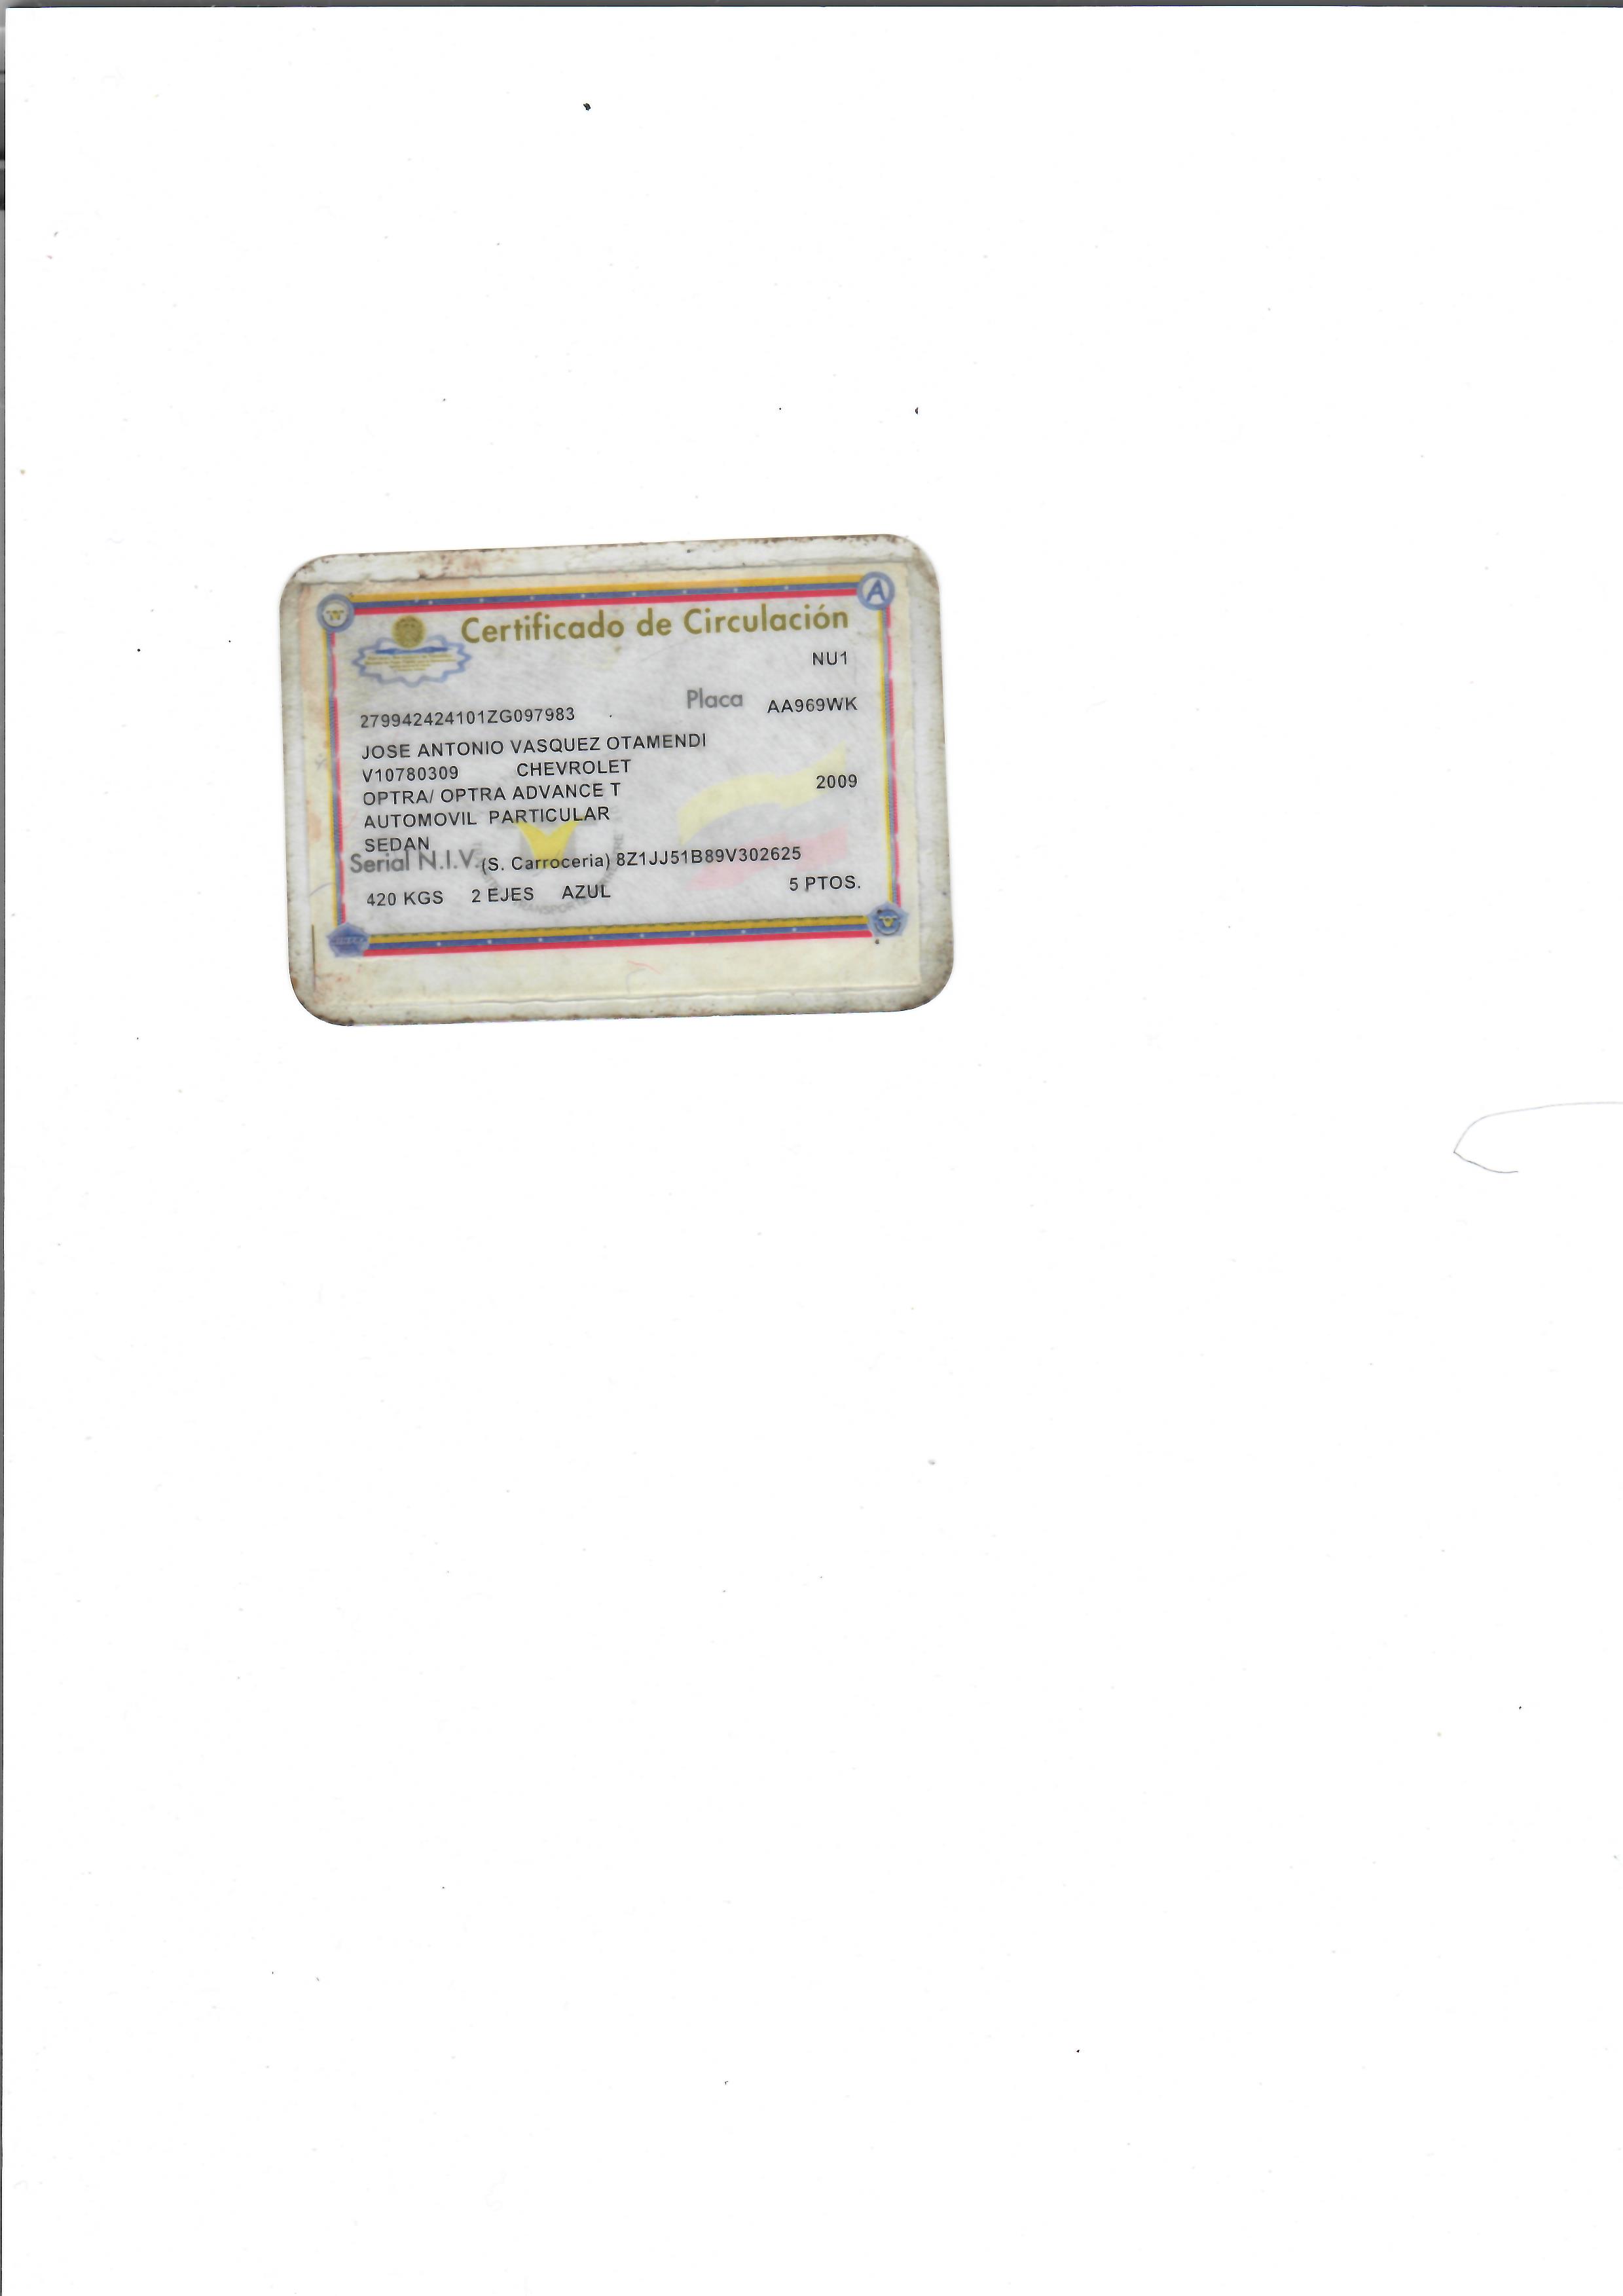 Certificado de Circulación
NU1
Placa AA969WK
279942424101ZG097983
JOSE ANTONIO VASQUEZ OTAMENDI
V10780309 CHEVROLET
OPTRA/ OPTRA ADVANCE T 2009
AUTOMOVIL PARTICULAR
SEDAN
Serial N.I.V. (S. Carroceria) 8Z1JJ51B89V302625
420 KGS 2 EJES AZUL 5 PTOS.